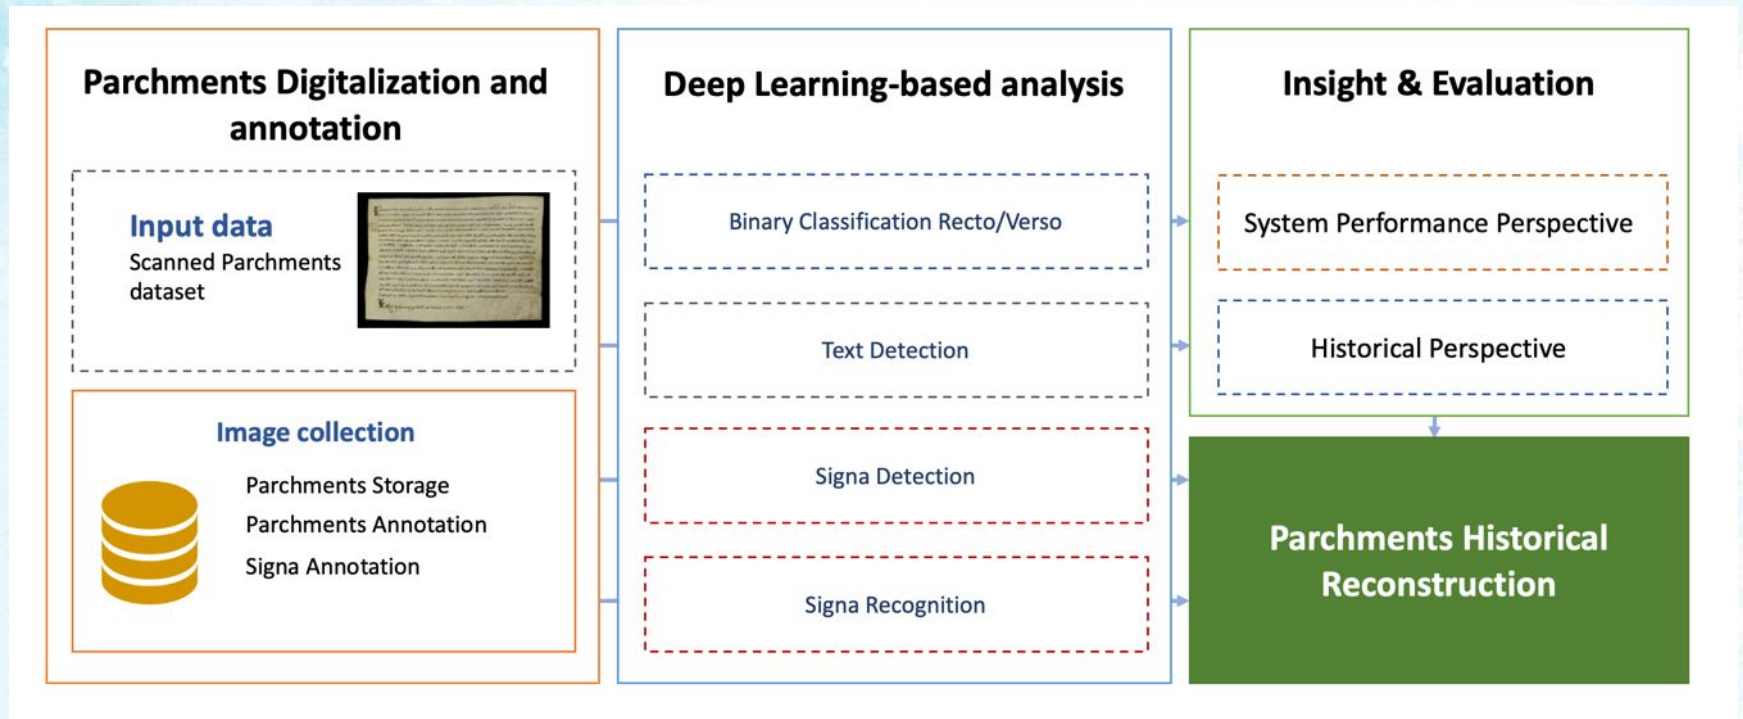 Parchments Digitalization and
annotation
Input data
Scanned Parchments
dataset
Image collection
Parchments Storage
Parchments Annotation
Signa Annotation
Deep Learning-based analysis
Binary Classification Recto/Verso
Text Detection
Signa Detection
Signa Recognition
Insight & Evaluation
System Performance Perspective
Historical Perspective
Parchments Historical
Reconstruction